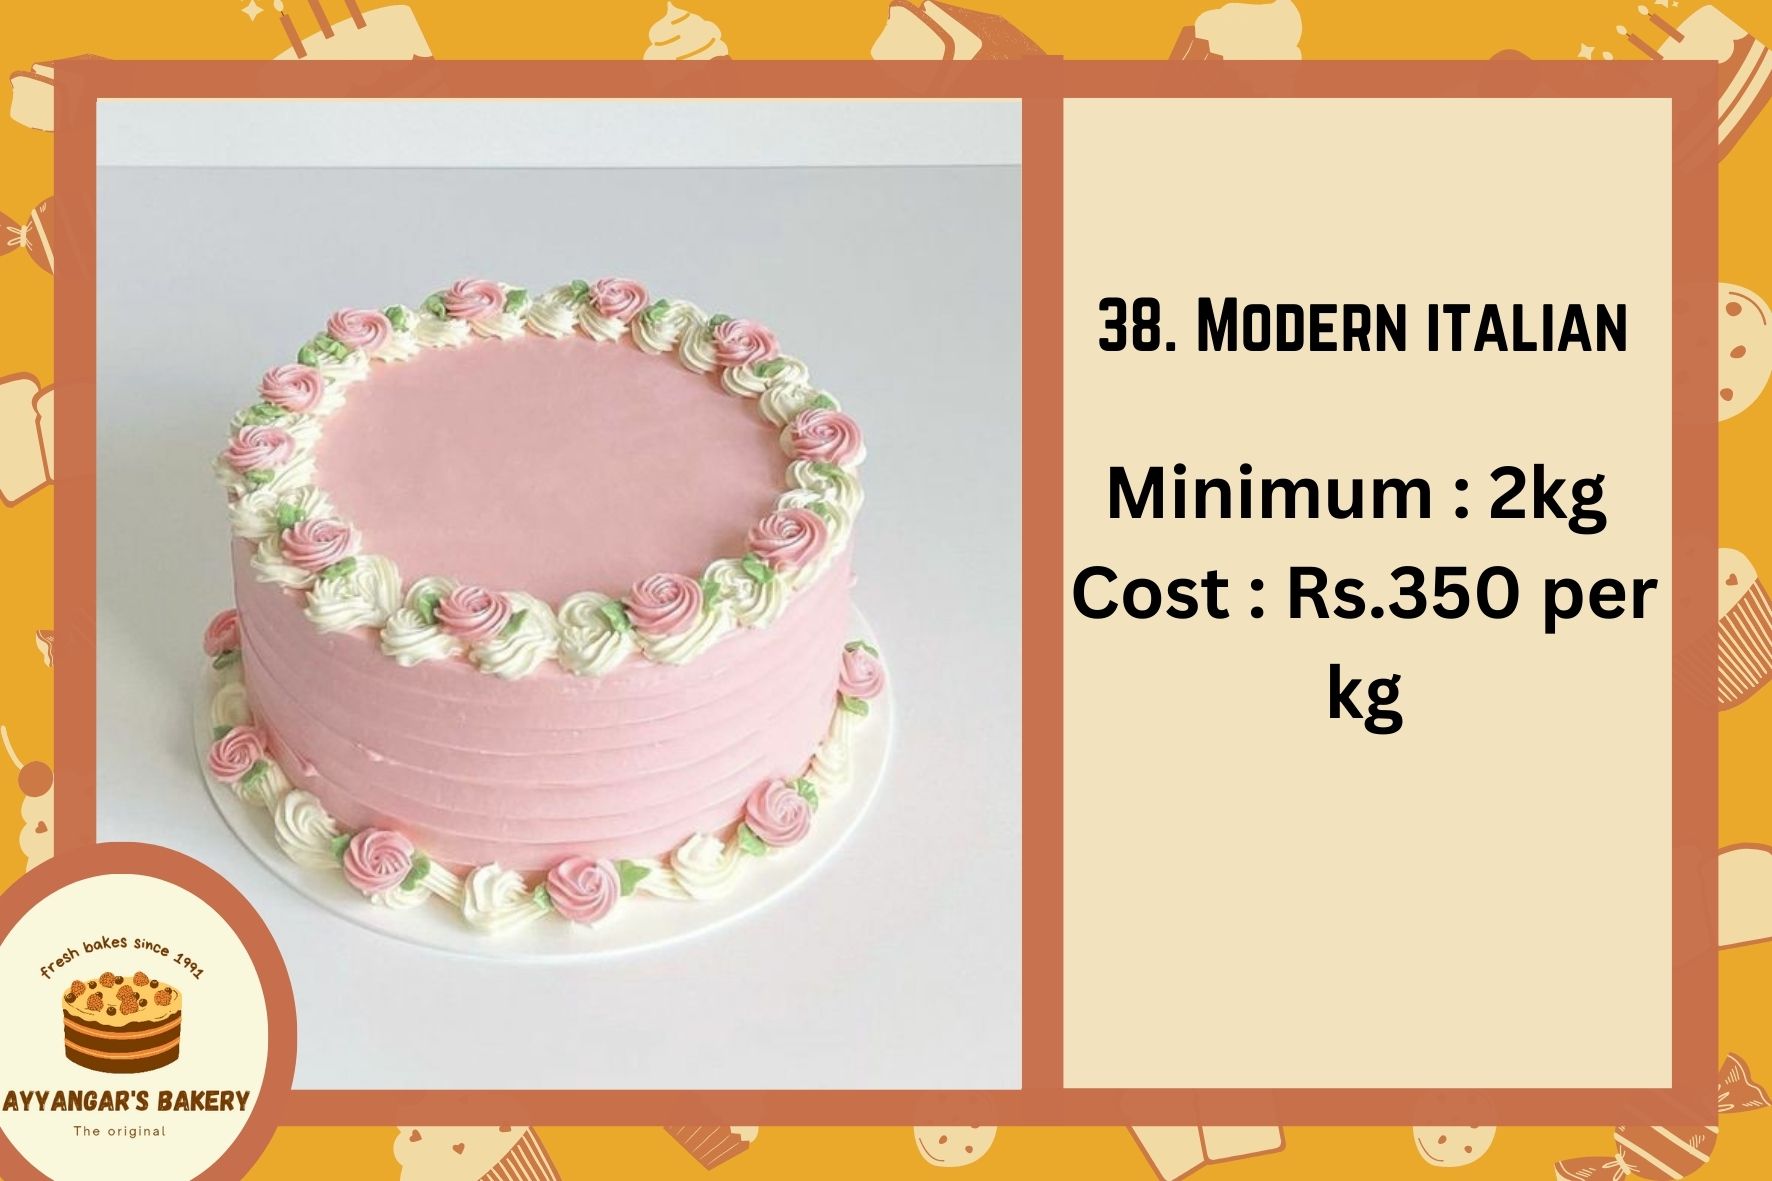 38. Modern italian
Minimum : 2kg
Cost : Rs.350 per
kg
fresh bakes since 1991
AYYANGAR'S BAKERY
The original